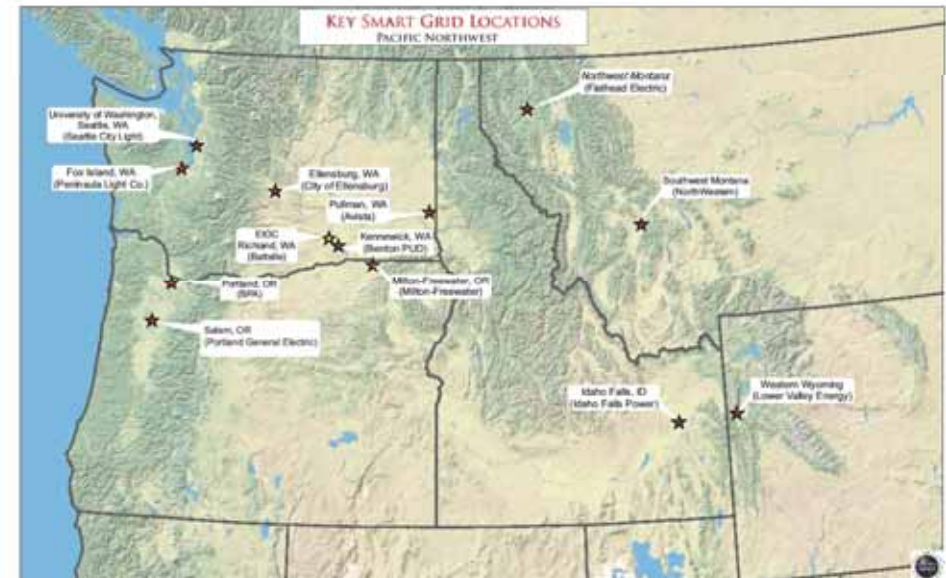 KEY SMART GRID LOCATIONS
PACIFIC NORTHWEST
Northwest Montana
(Flathead Electric)
University of Washington,
Seattle, WA
(Seattle City Light)
Fox Island, WA
(Peninsula Light Co.)
Ellensburg, WA
(City of Ellensburg)
Southwest Montana
(NorthWestern)
Pullman, WA
(Avista)
EIOC
Richland, WA
(Battelle)
Kennewick, WA
(Benton PUD)
Portland, OR
(BPA)
Milton-Freewater, OR
(Milton-Freewater)
Salem, OR
(Portland General Electric)
Idaho Falls, ID
(Idaho Falls Power)
Western Wyoming
(Lower Valley Energy)